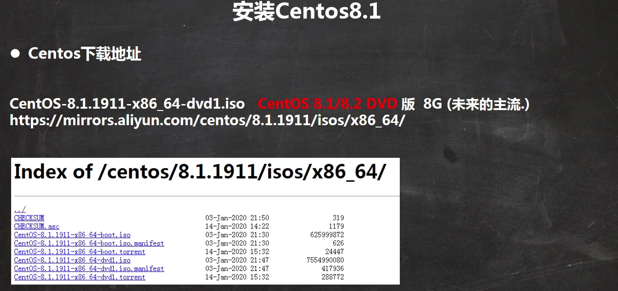 安装Centos8.1
● Centos下载地址
CentOS-8.1.1911-x86_64-dvd1.iso CentOS 8.1/8.2 DVD 版 8G (未来的主流.)
https://mirrors.aliyun.com/centos/8.1.1911/isos/x86_64/
Index of /centos/8.1.1911/isos/x86_64/
../
CHECKSUM 03-Jan-2020 21:50 319
CHECKSUM.asc 14-Jan-2020 14:22 1179
CentOS-8.1.1911-x86_64-boot.iso 03-Jan-2020 21:30 625999872
CentOS-8.1.1911-x86_64-boot.iso.manifest 03-Jan-2020 21:30 626
CentOS-8.1.1911-x86_64-boot.torrent 14-Jan-2020 15:32 24447
CentOS-8.1.1911-x86_64-dvd1.iso 03-Jan-2020 21:47 7554990080
CentOS-8.1.1911-x86_64-dvd1.iso.manifest 03-Jan-2020 21:47 417936
CentOS-8.1.1911-x86_64-dvd1.torrent 14-Jan-2020 15:32 288772